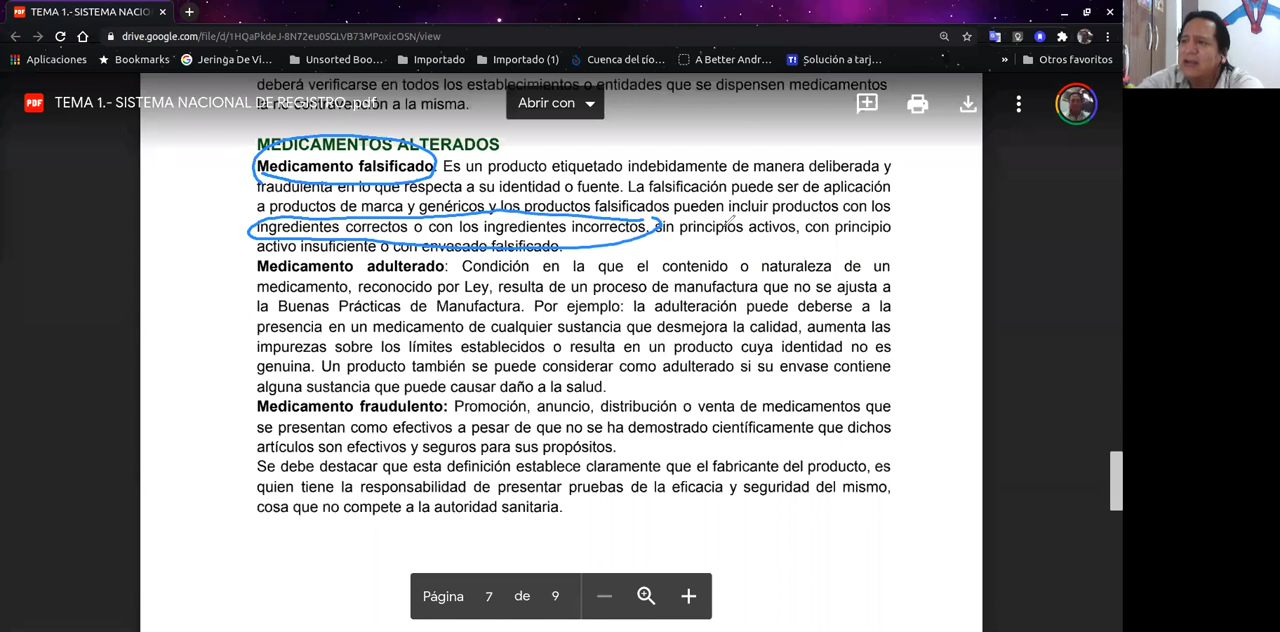 TEMA 1.- SISTEMA NACIONAL
drive.google.com/file/d/1HQaPkdeJ-8N72eu0SGLVB73MPoxicOSN/view
Aplicaciones Bookmarks Jeringa De Vi... Unsorted Boo... Importado Importado (1) Cuenca del río... A Better Andr... Solución a tarj... » Otros favoritos
deberá verificarse en todos los establecimientos o entidades que se dispensen medicamentos
PDF TEMA 1.- SISTEMA NACIONAL DE REGISTRO.pdf Abrir con
a la misma.
MEDICAMENTOS ALTERADOS
Medicamento falsificado: Es un producto etiquetado indebidamente de manera deliberada y
fraudulenta en lo que respecta a su identidad o fuente. La falsificación puede ser de aplicación
a productos de marca y genéricos y los productos falsificados pueden incluir productos con los
ingredientes correctos o con los ingredientes incorrectos, sin principios activos, con principio
activo insuficiente o con envasado falsificado.
Medicamento adulterado: Condición en la que el contenido o naturaleza de un
medicamento, reconocido por Ley, resulta de un proceso de manufactura que no se ajusta a
la Buenas Prácticas de Manufactura. Por ejemplo: la adulteración puede deberse a la
presencia en un medicamento de cualquier sustancia que desmejora la calidad, aumenta las
impurezas sobre los límites establecidos o resulta en un producto cuya identidad no es
genuina. Un producto también se puede considerar como adulterado si su envase contiene
alguna sustancia que puede causar daño a la salud.
Medicamento fraudulento: Promoción, anuncio, distribución o venta de medicamentos que
se presentan como efectivos a pesar de que no se ha demostrado científicamente que dichos
artículos son efectivos y seguros para sus propósitos.
Se debe destacar que esta definición establece claramente que el fabricante del producto, es
quien tiene la responsabilidad de presentar pruebas de la eficacia y seguridad del mismo,
cosa que no compete a la autoridad sanitaria.
Página 7 de 9